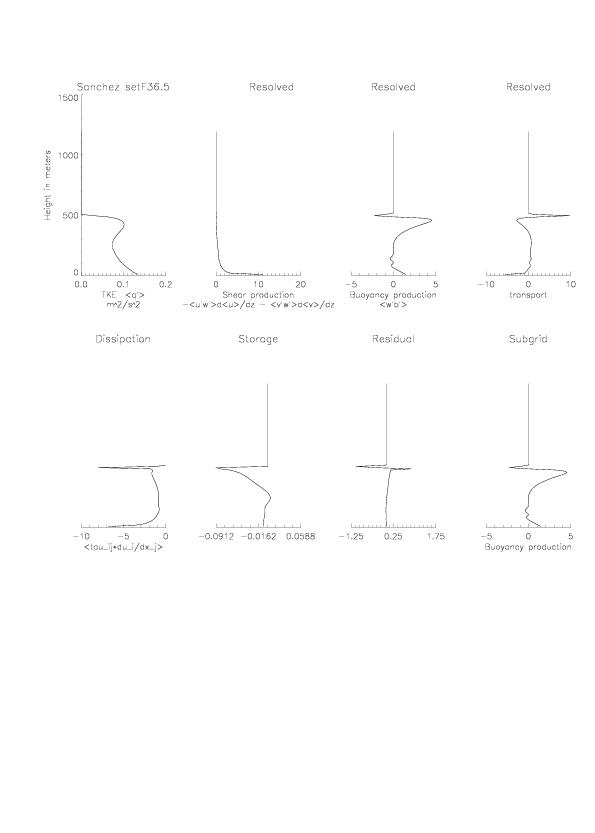 Sanchez setF36.5 Resolved Resolved Resolved
1500
1000
500
0
Height in meters
0.0 0.1 0.2 0 10 20 −5 0 5 −10 0 10
TKE <q'> Shear production Buoyancy production transport
m^2/s^2 −<u'w'>d<u>/dz − <v'w'>d<v>/dz <w'b'>
Dissipation Storage Residual Subgrid
−10 −5 0 −0.0912 −0.0162 0.0588 −1.25 0.25 1.75 −5 0 5
<tau_ij*du_i/dx_j> Buoyancy production